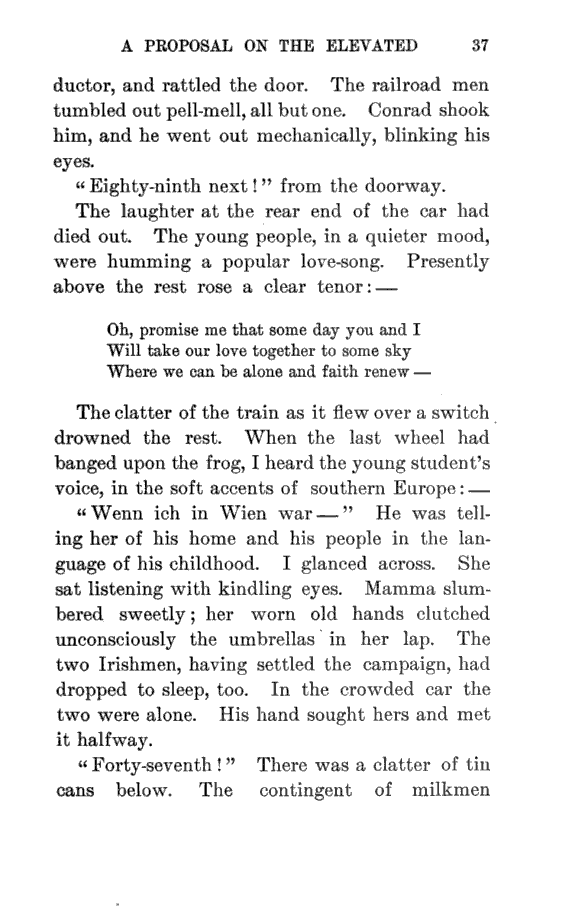 A PROPOSAL ON THE ELEVATED 37
ductor, and rattled the door. The railroad men
tumbled out pell-mell, all but one. Conrad shook
him, and he went out mechanically, blinking his
eyes.
“Eighty-ninth next!” from the doorway.
The laughter at the rear end of the car had
died out. The young people, in a quieter mood,
were humming a popular love-song. Presently
above the rest rose a clear tenor: —
Oh, promise me that some day you and I
Will take our love together to some sky
Where we can be alone and faith renew —
The clatter of the train as it flew over a switch
drowned the rest. When the last wheel had
banged upon the frog, I heard the young student’s
voice, in the soft accents of southern Europe: —
“Wenn ich in Wien war — ” He was tell-
ing her of his home and his people in the lan-
guage of his childhood. I glanced across. She
sat listening with kindling eyes. Mamma slum-
bered sweetly; her worn old hands clutched
unconsciously the umbrellas in her lap. The
two Irishmen, having settled the campaign, had
dropped to sleep, too. In the crowded car the
two were alone. His hand sought hers and met
it halfway.
“Forty-seventh!” There was a clatter of tin
cans below. The contingent of milkmen